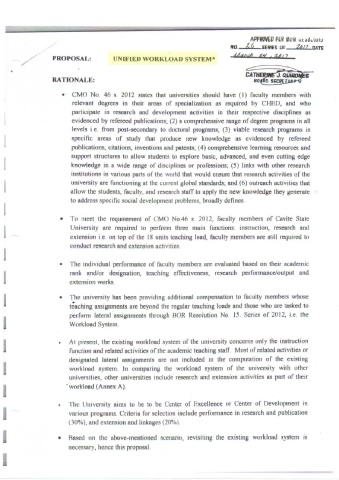 APPROVED PER BOR
NO. 26 SERIES OF 2017 DATE
March
PROPOSAL: UNIFIED WORKLOAD SYSTEM*
CATHERINE J.
BOARD SECRETARY
RATIONALE:
• CMO No. 46 s. 2012 states that universities should have (1) faculty members with
relevant degrees in their areas of specialization as required by CHED, and who
participate in research and development activities in their respective disciplines as
evidenced by refereed publications; (2) a comprehensive range of degree programs in all
levels i.e. from post-secondary to doctoral programs, (3) viable research programs in
specific areas of study that produce new knowledge as evidenced by refereed
publications, citations, inventions and patents; (4) comprehensive learning resources and
support structures to allow students to explore basic, advanced, and even cutting edge
knowledge in a wide range of disciplines or professions; (5) links with other research
institutions in various parts of the world that would ensure that research activities of the
university are functioning at the current global standards; and (6) outreach activities that
allow the students, faculty, and research staff to apply the new knowledge they generate
to address specific social development problems, broadly defines.
• To meet the requirement of CMO No.46 s. 2012, faculty members of Cavite State
University are required to perform three main functions: instruction, research and
extension i.e. on top of the 18 units teaching load, faculty members are still required to
conduct research and extension activities.
• The individual performance of faculty members are evaluated based on their academic
rank and/or designation, teaching effectiveness, research performance/output and
extension works.
• The university has been providing additional compensation to faculty members whose
teaching assignments are beyond the regular teaching loads and those who are tasked to
perform lateral assignments through BOR Resolution No. 15. Series of 2012, i.e. the
Workload System.
• At present, the existing workload system of the university concerns only the instruction
function and related activities of the academic teaching staff. Most of related activities or
designated lateral assignments are not included in the computation of the existing
workload system. In comparing the workload system of the university with other
universities, other universities include research and extension activities as part of their
workload (Annex A).
• The University aims to be to be Center of Excellence or Center of Development in
various programs. Criteria for selection include performance in research and publication
(30%), and extension and linkages (20%).
• Based on the above-mentioned scenario, revisiting the existing workload system is
necessary, hence this proposal.